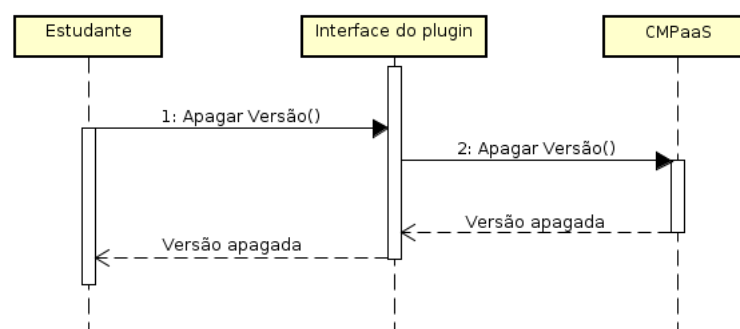 Estudante
Interface do plugin
CMPaaS
1: Apagar Versão()
2: Apagar Versão()
Versão apagada
Versão apagada